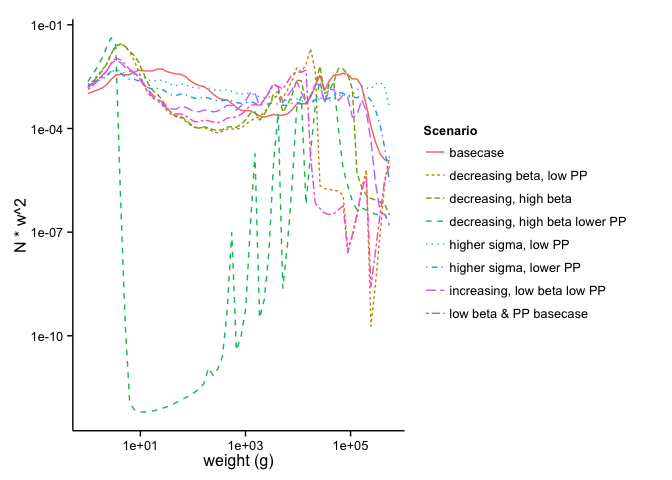 1e-01
1e-04
1e-07
1e-10
N * w^2
1e+01
1e+03
1e+05
weight (g)
Scenario
basecase
decreasing beta, low PP
decreasing, high beta
decreasing, high beta lower PP
higher sigma, low PP
higher sigma, lower PP
increasing, low beta low PP
low beta & PP basecase